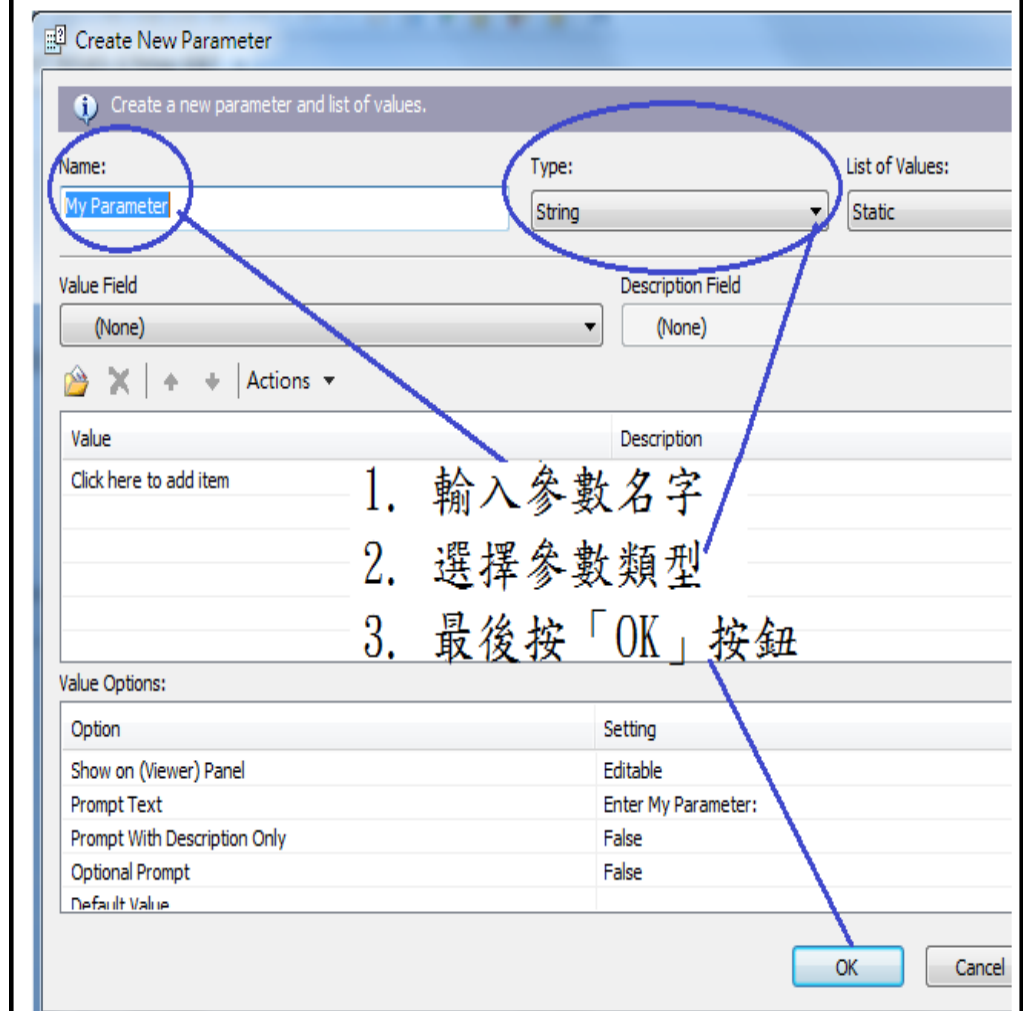 Create New Parameter
Create a new parameter and list of values.
Name: Type: List of Values:
My Parameter String Static
Value Field Description Field
(None) (None)
Actions
Value Description
Click here to add item
1. 輸入參數名字
2. 選擇參數類型
3. 最後按「OK」按鈕
Value Options:
Option Setting
Show on (Viewer) Panel Editable
Prompt Text Enter My Parameter:
Prompt With Description Only False
Optional Prompt False
Default Value
OK Cancel